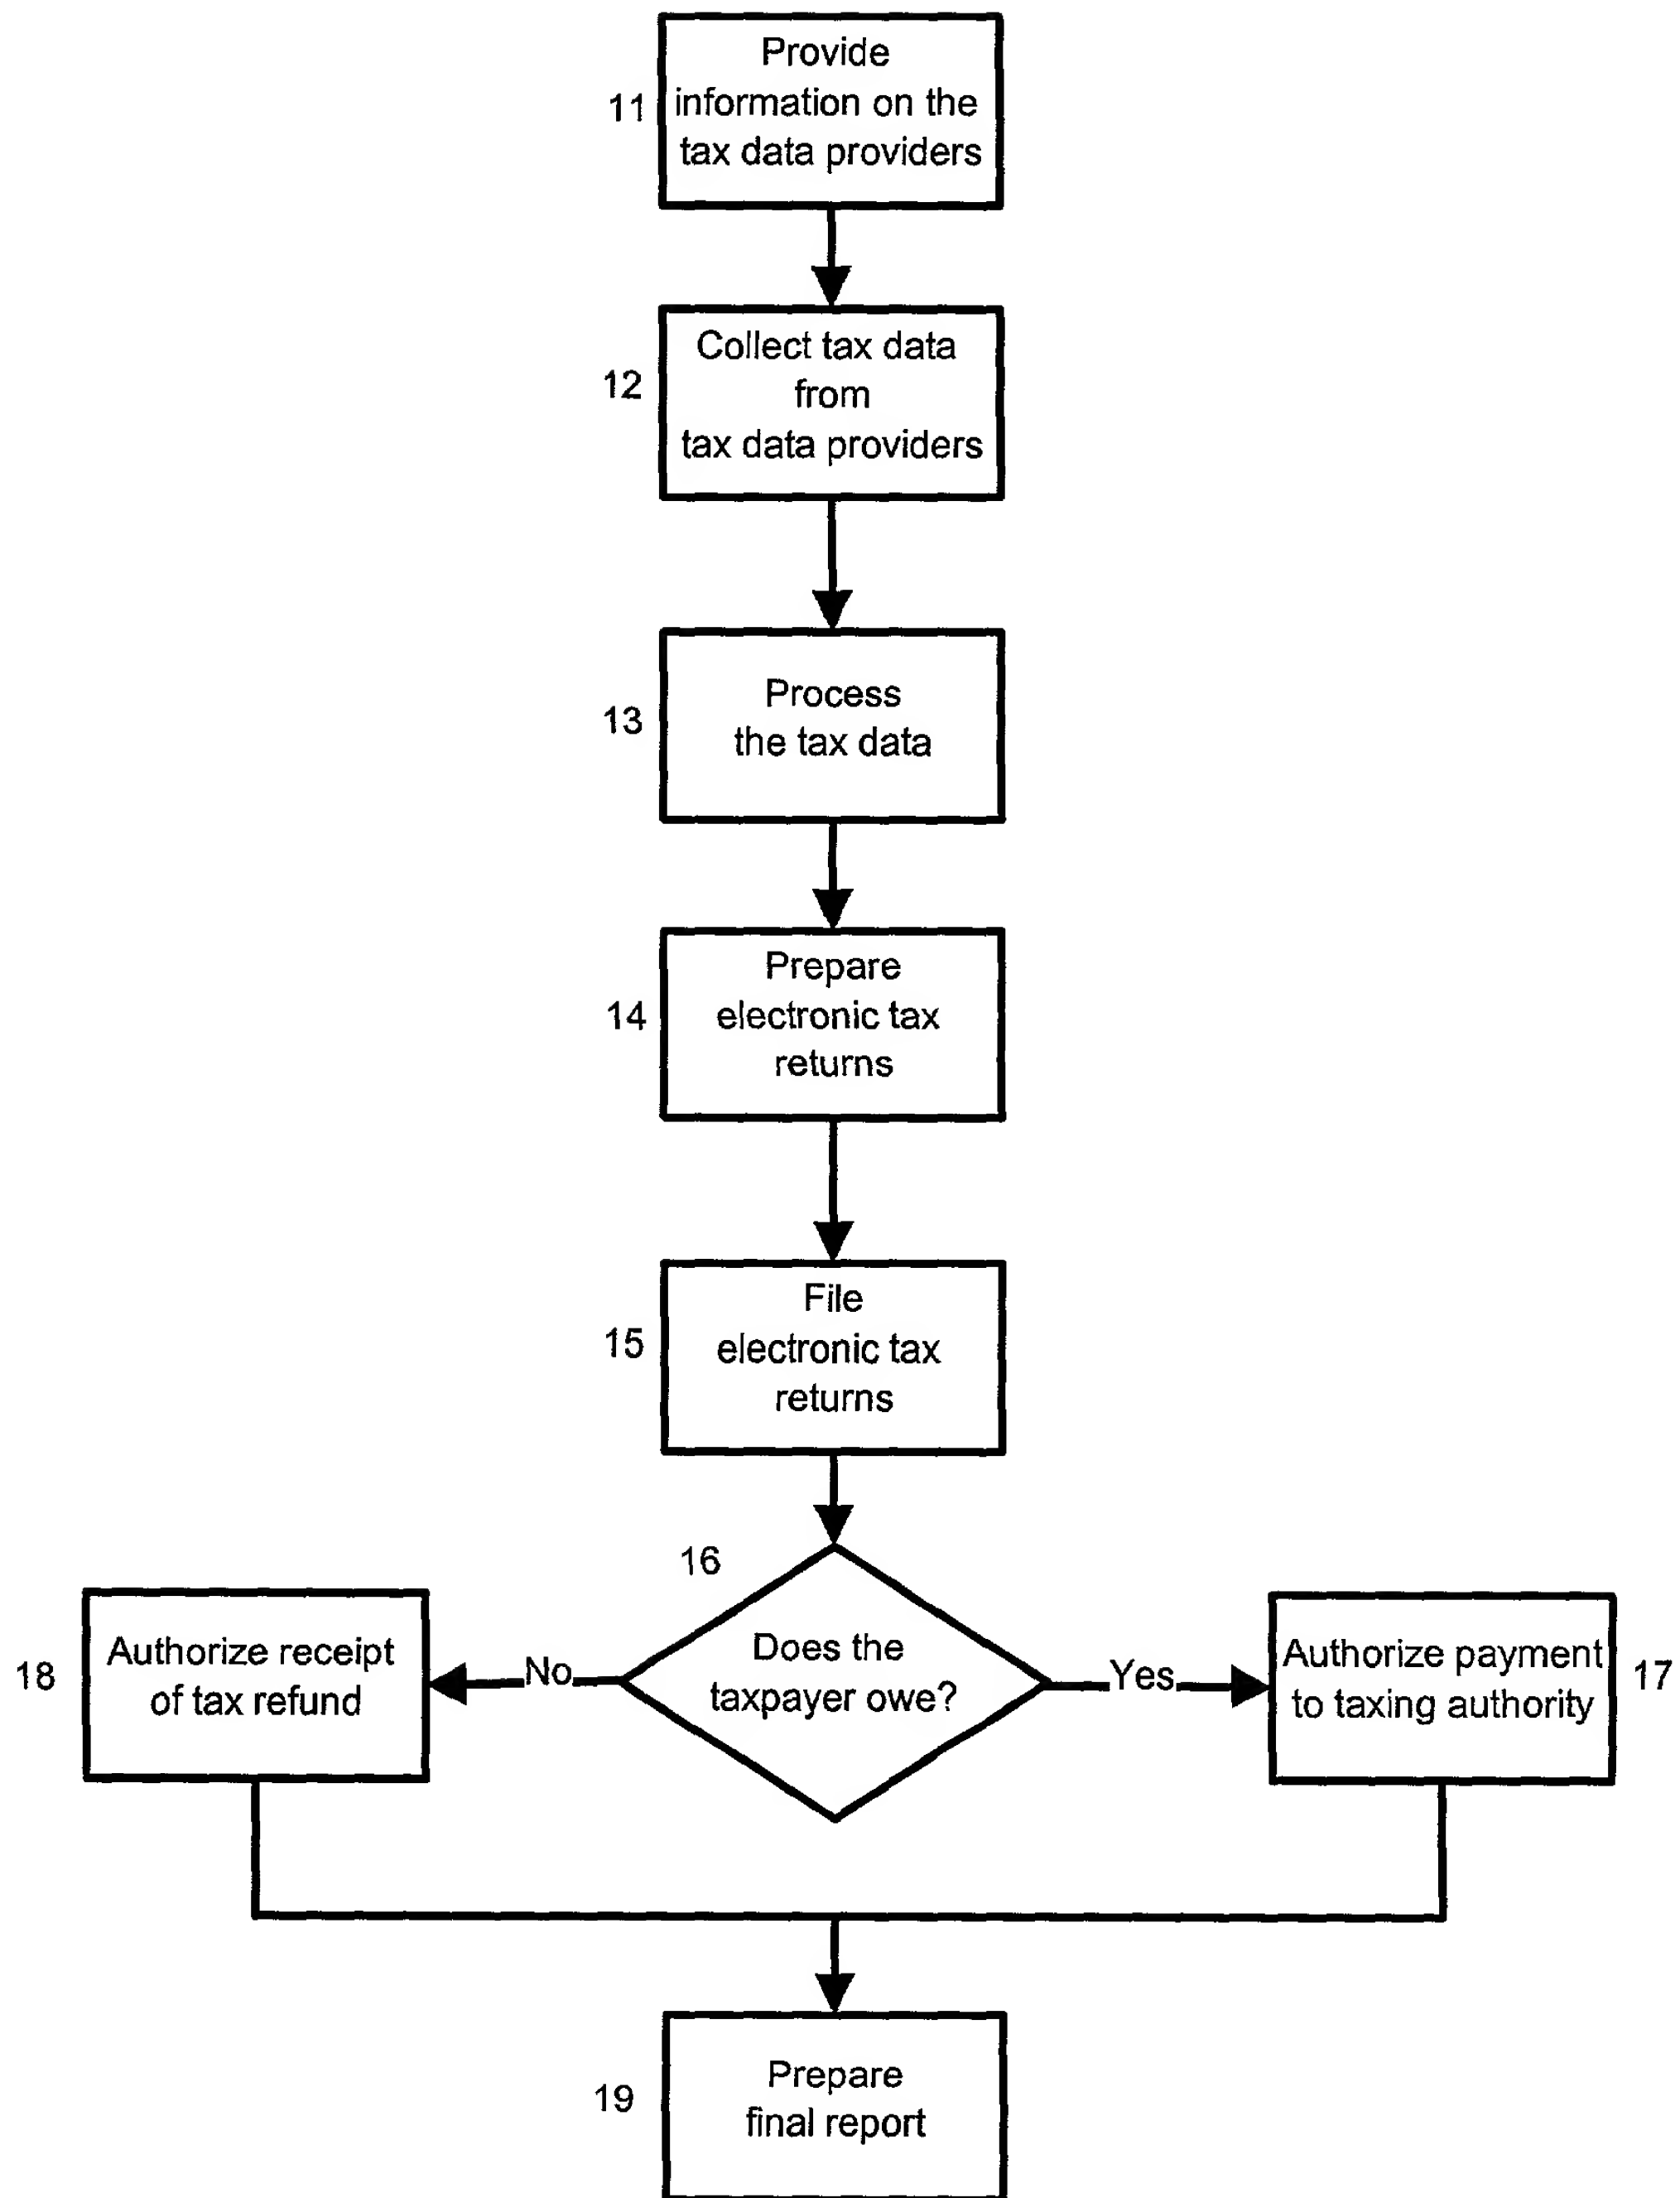 Provide
11
information on the
tax data providers
Collect tax data
12
from
tax data providers
Process
13
the tax data
Prepare
14
electronic tax
returns
File
15
electronic tax
returns
16
Does the
taxpayer owe?
No
Yes
18
Authorize receipt
of tax refund
Authorize payment
to taxing authority
17
Prepare
19
final report